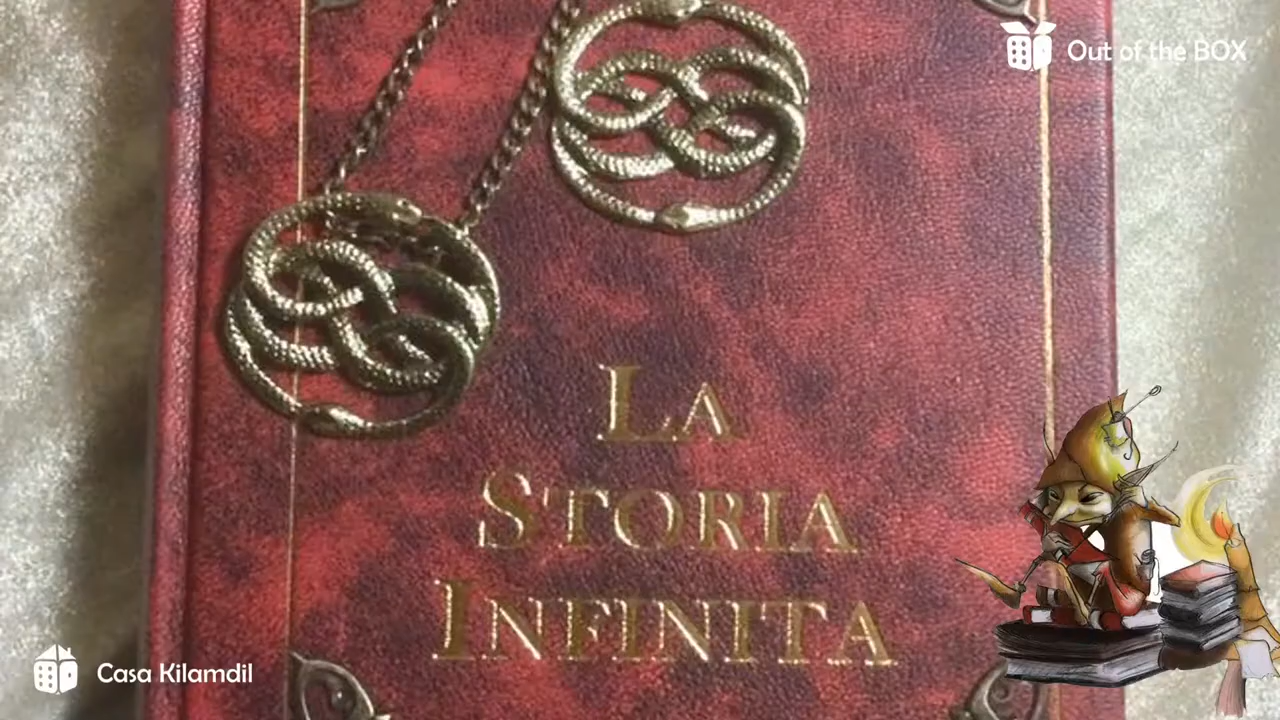 Out of the BOX
LA
STORIA
INFINITA
Casa Kilamdil